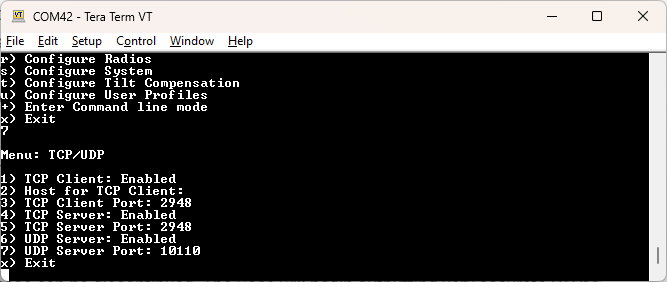 COM42 - Tera Term VT
File Edit Setup Control Window Help
r) Configure Radios
s) Configure System
t) Configure Tilt Compensation
u) Configure User Profiles
+) Enter Command line mode
x) Exit
7
Menu: TCP/UDP
1) TCP Client: Enabled
2) Host for TCP Client:
3) TCP Client Port: 2948
4) TCP Server: Enabled
5) TCP Server Port: 2948
6) UDP Server: Enabled
7) UDP Server Port: 10110
x) Exit